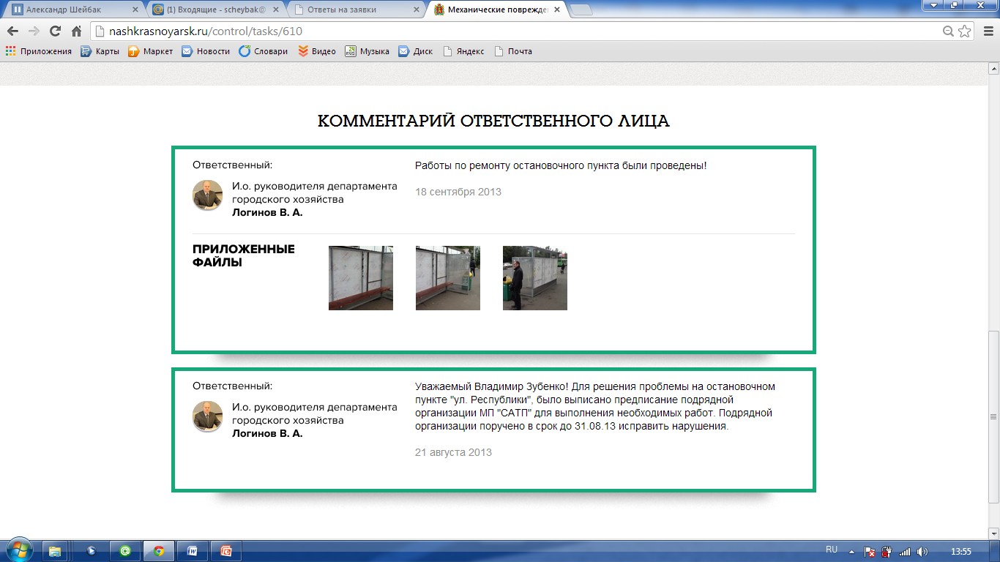 Александр Шейбак
(1) Входящие - scheybak@
Ответы на заявки
Механические поврежде
nashkrasnoyarsk.ru/control/tasks/610
Приложения
Карты
Маркет
Новости
Словари
Видео
Музыка
Диск
Яндекс
Почта
КОММЕНТАРИЙ ОТВЕТСТВЕННОГО ЛИЦА
Ответственный:
И.о. руководителя департамента
городского хозяйства
Логинов В. А.
Работы по ремонту остановочного пункта были проведены!
18 сентября 2013
ПРИЛОЖЕННЫЕ
ФАЙЛЫ
Ответственный:
И.о. руководителя департамента
городского хозяйства
Логинов В. А.
Уважаемый Владимир Зубенко! Для решения проблемы на остановочном
пункте "ул. Республики", было выписано предписание подрядной
организации МП "САТП" для выполнения необходимых работ. Подрядной
организации поручено в срок до 31.08.13 исправить нарушения.
21 августа 2013
RU
13:55